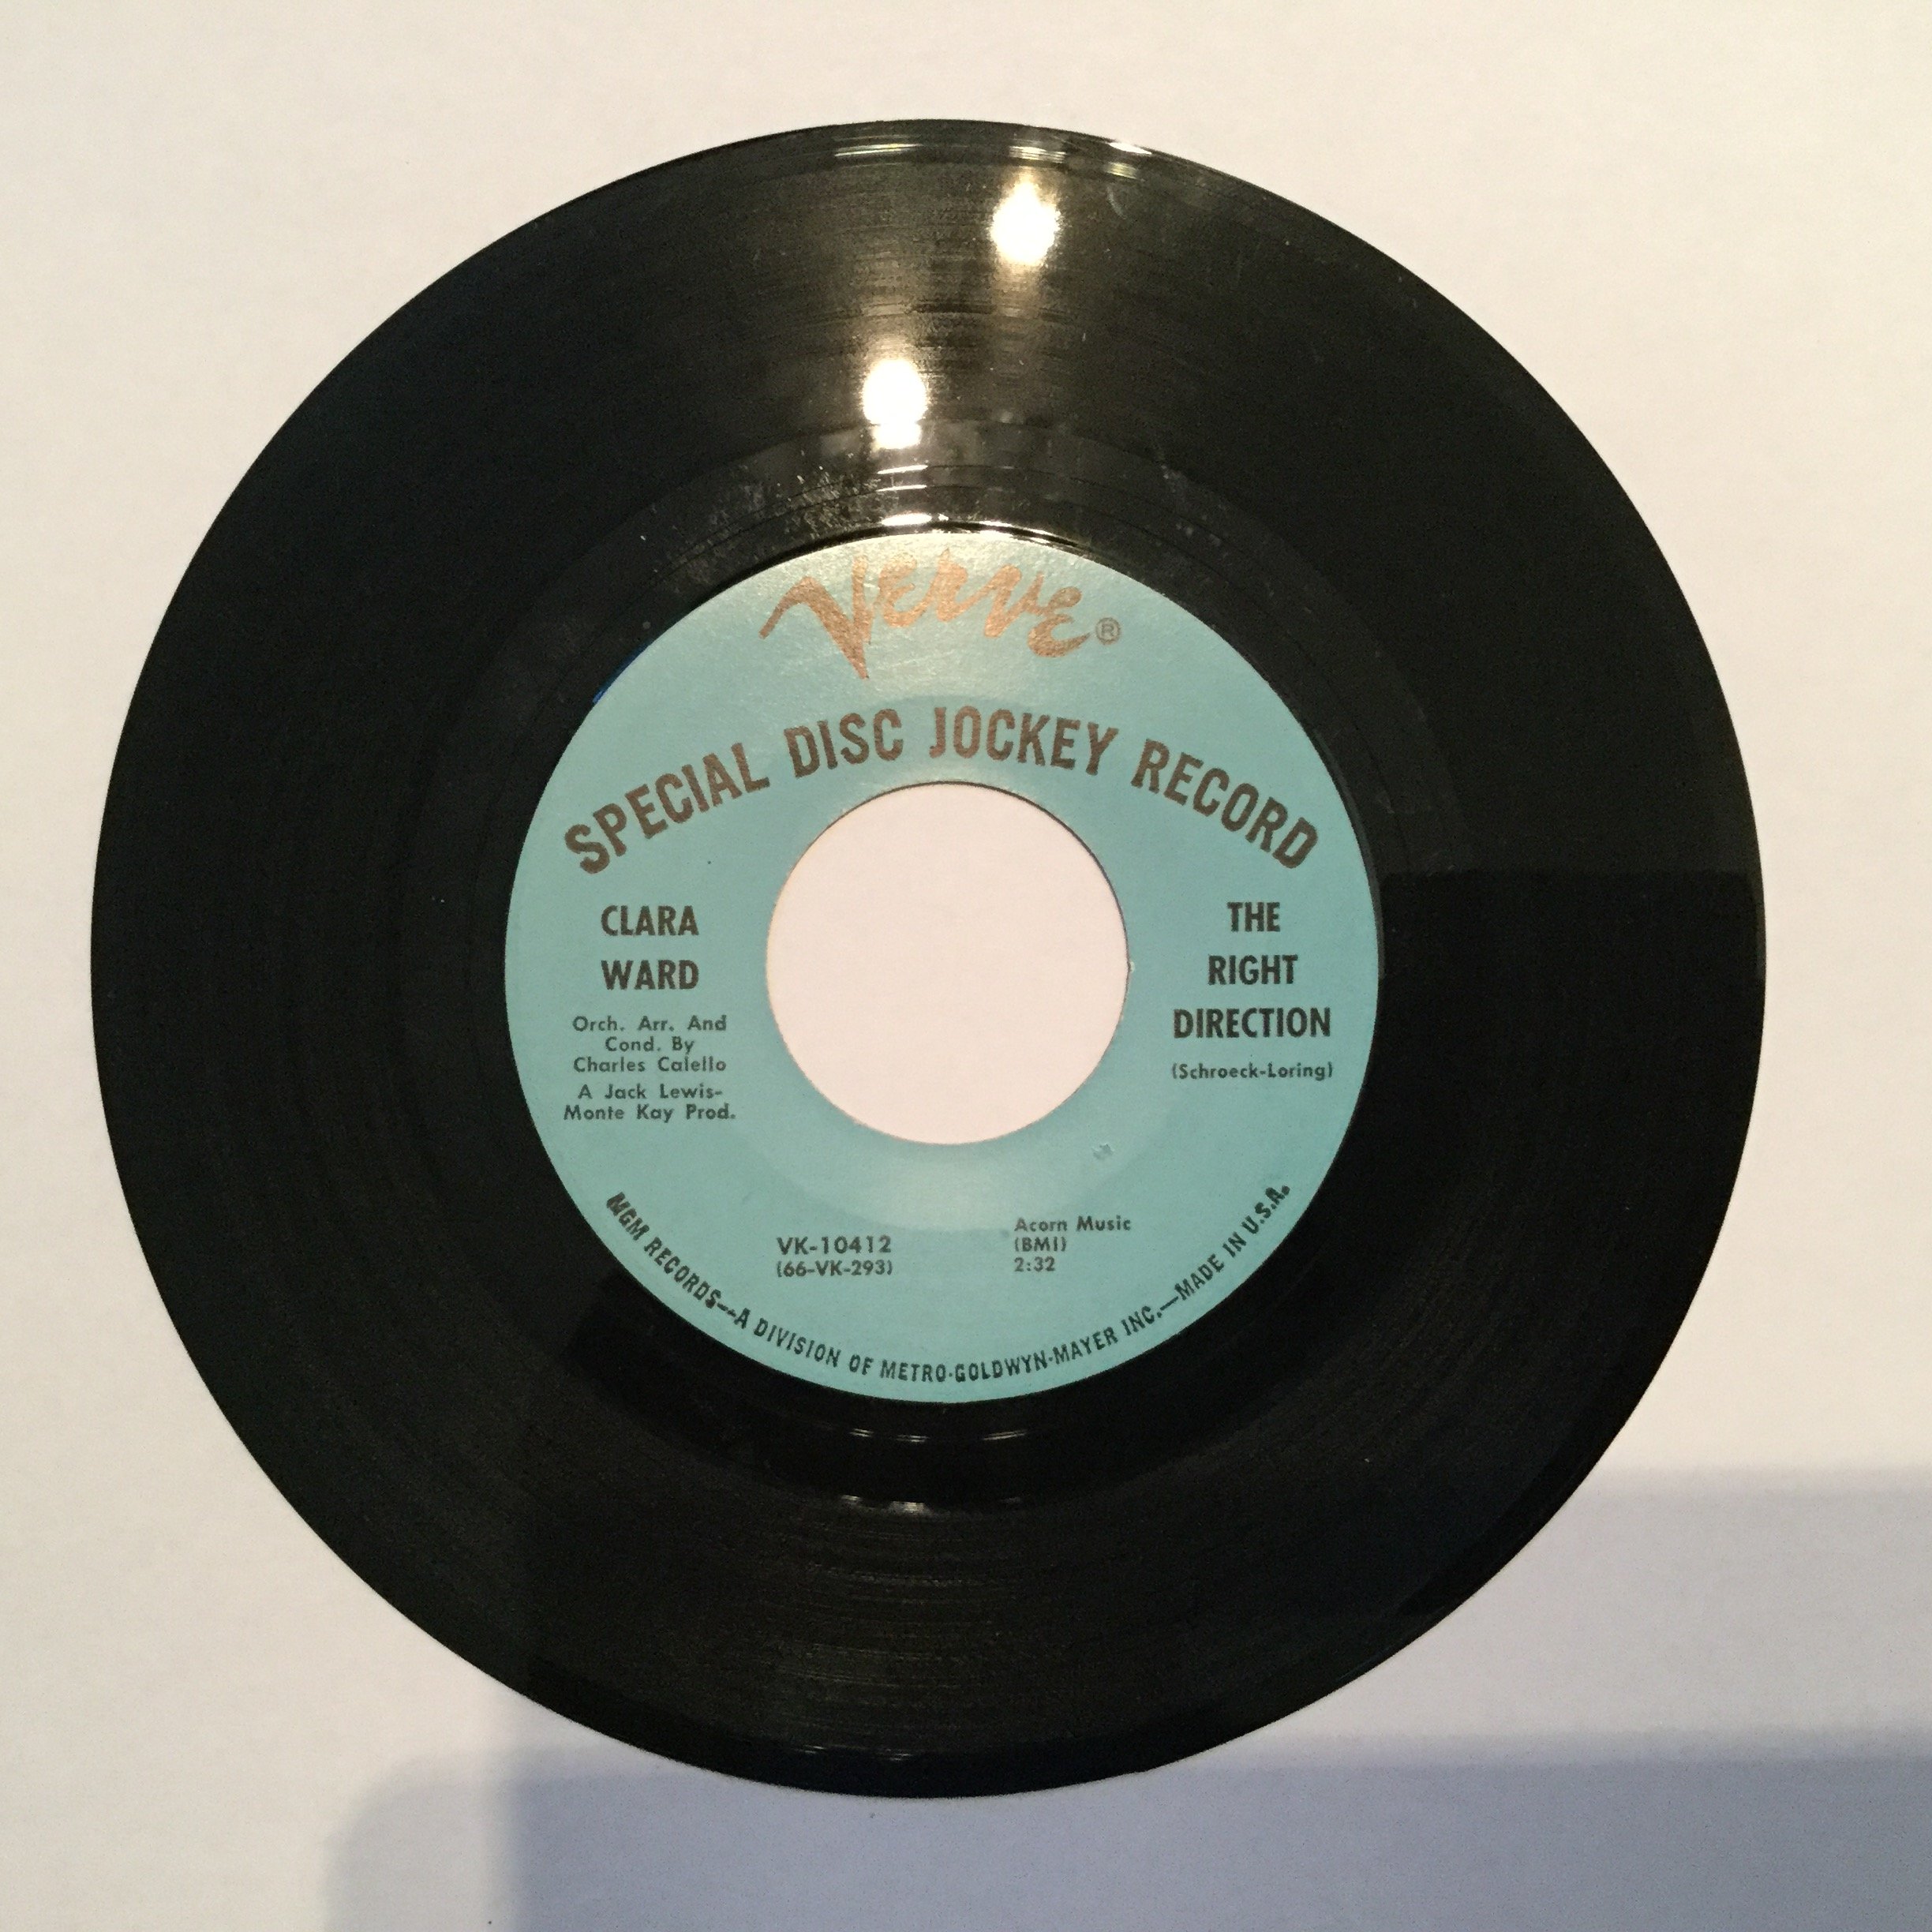 VERVE®
SPECIAL DISC JOCKEY RECORD
CLARA
WARD
Orch. Arr. And
Cond. By
Charles Calello
A Jack Lewis-
Monte Kay Prod.
THE
RIGHT
DIRECTION
(Schroeck-Loring)
VK-10412
(66-VK-293)
Acorn Music
(BMI)
2:32
MGM RECORDS—A DIVISION OF METRO-GOLDWYN-MAYER INC.—MADE IN U.S.A.